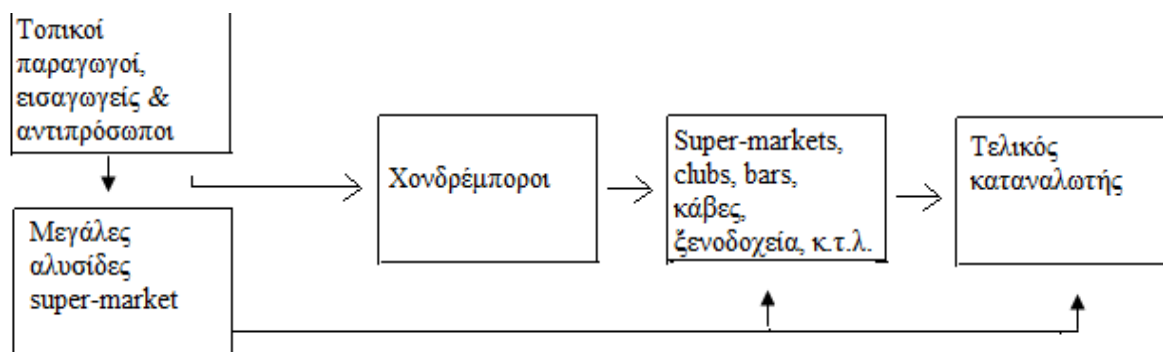 Τοπικοί
παραγωγοί,
εισαγωγείς &
αντιπρόσωποι
Χονδρέμποροι
Super-markets,
clubs, bars,
κάβες,
ξενοδοχεία, κ.τ.λ.
Τελικός
καταναλωτής
Μεγάλες
αλυσίδες
super-market